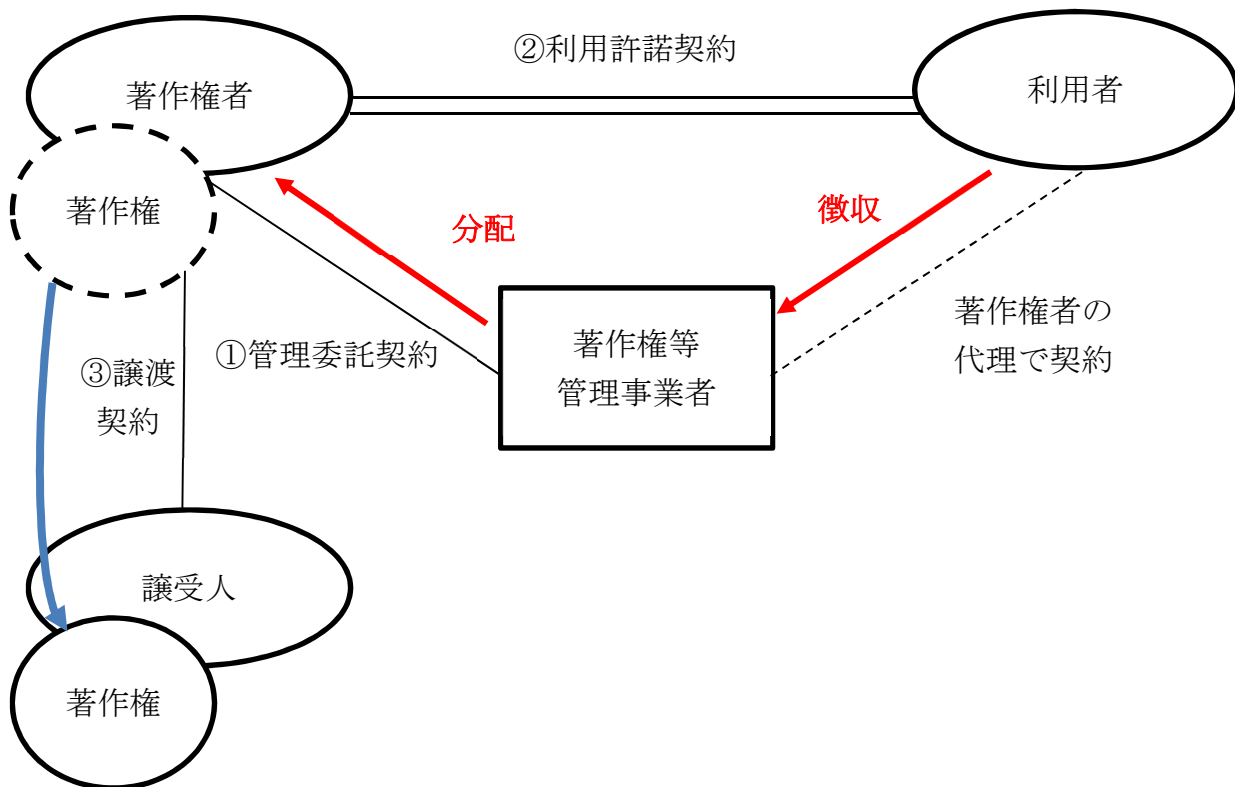 ②利用許諾契約
著作権者
利用者
著作権
分配
徴収
①管理委託契約
著作権等
管理事業者
著作権者の
代理で契約
③譲渡
契約
譲受人
著作権